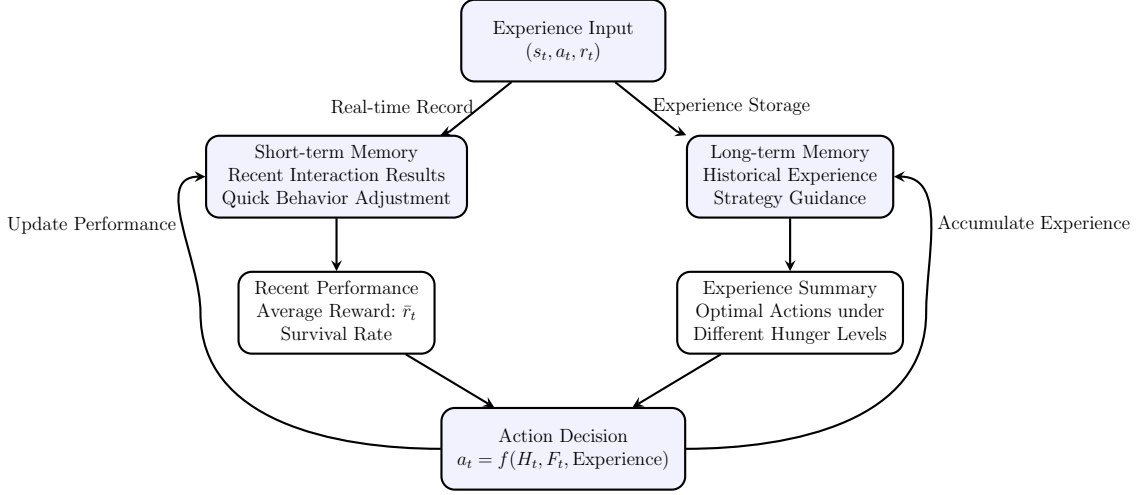 Experience Input
(s_t, a_t, r_t)
Real-time Record
Experience Storage
Short-term Memory
Recent Interaction Results
Quick Behavior Adjustment
Long-term Memory
Historical Experience
Strategy Guidance
Update Performance
Accumulate Experience
Recent Performance
Average Reward: r̄_t
Survival Rate
Experience Summary
Optimal Actions under
Different Hunger Levels
Action Decision
a_t = f(H_t, F_t, Experience)